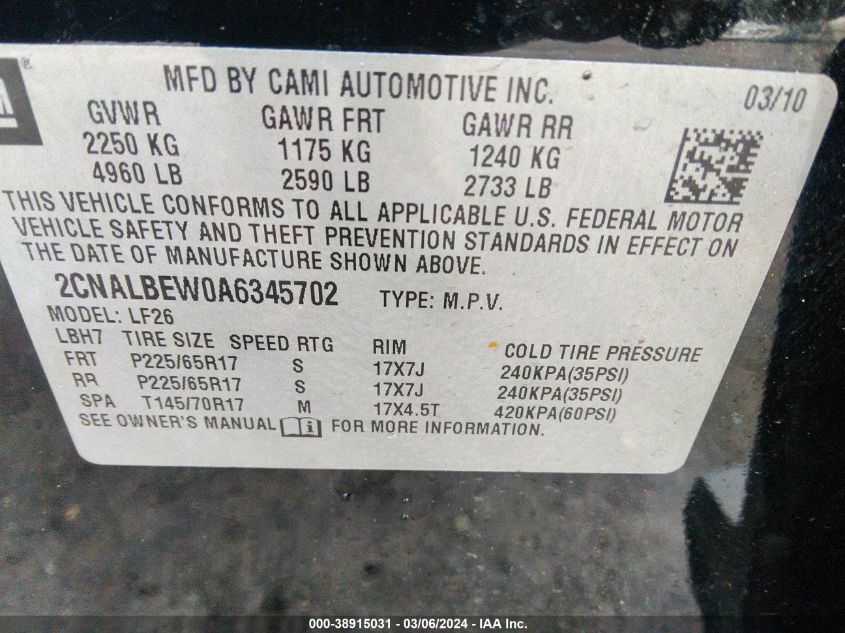 M ®
MFD BY CAMI AUTOMOTIVE INC. 03/10
GVWR GAWR FRT GAWR RR
2250 KG 1175 KG 1240 KG
4960 LB 2590 LB 2733 LB
THIS VEHICLE CONFORMS TO ALL APPLICABLE U.S. FEDERAL MOTOR
VEHICLE SAFETY AND THEFT PREVENTION STANDARDS IN EFFECT ON
THE DATE OF MANUFACTURE SHOWN ABOVE.
2CNALBEW0A6345702 TYPE: M.P.V.
MODEL: LF26
LBH7 TIRE SIZE SPEED RTG RIM COLD TIRE PRESSURE
FRT P225/65R17 S 17X7J 240KPA(35PSI)
RR P225/65R17 S 17X7J 240KPA(35PSI)
SPA T145/70R17 M 17X4.5T 420KPA(60PSI)
SEE OWNER'S MANUAL i FOR MORE INFORMATION.
000-38915031 - 03/06/2024 - IAA Inc.